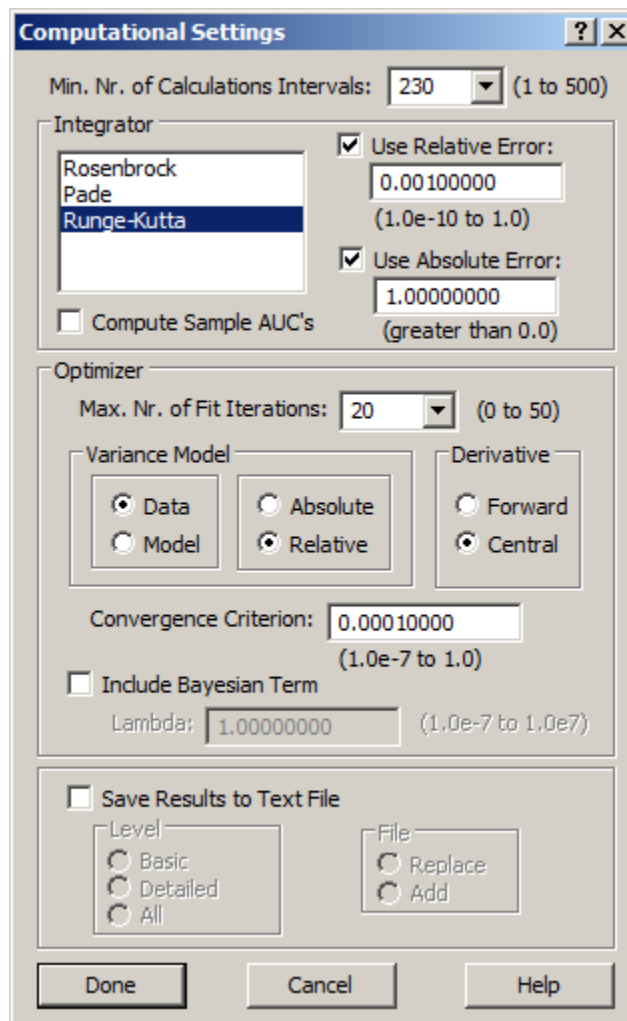 Computational Settings
Min. Nr. of Calculations Intervals: 230 (1 to 500)
Integrator
Rosenbrock
Pade
Runge-Kutta
Use Relative Error:
0.00100000
(1.0e-10 to 1.0)
Use Absolute Error:
1.00000000
(greater than 0.0)
Compute Sample AUC's
Optimizer
Max. Nr. of Fit Iterations: 20 (0 to 50)
Variance Model
Data
Model
Absolute
Relative
Derivative
Forward
Central
Convergence Criterion: 0.00010000
(1.0e-7 to 1.0)
Include Bayesian Term
Lambda: 1.00000000 (1.0e-7 to 1.0e7)
Save Results to Text File
Level
Basic
Detailed
All
File
Replace
Add
Done Cancel Help